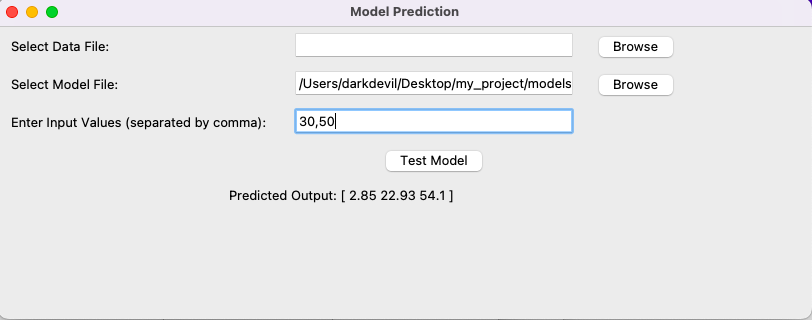 Model Prediction
Select Data File: Browse
Select Model File: /Users/darkdevil/Desktop/my_project/models Browse
Enter Input Values (separated by comma): 30,50
Test Model
Predicted Output: [ 2.85 22.93 54.1 ]